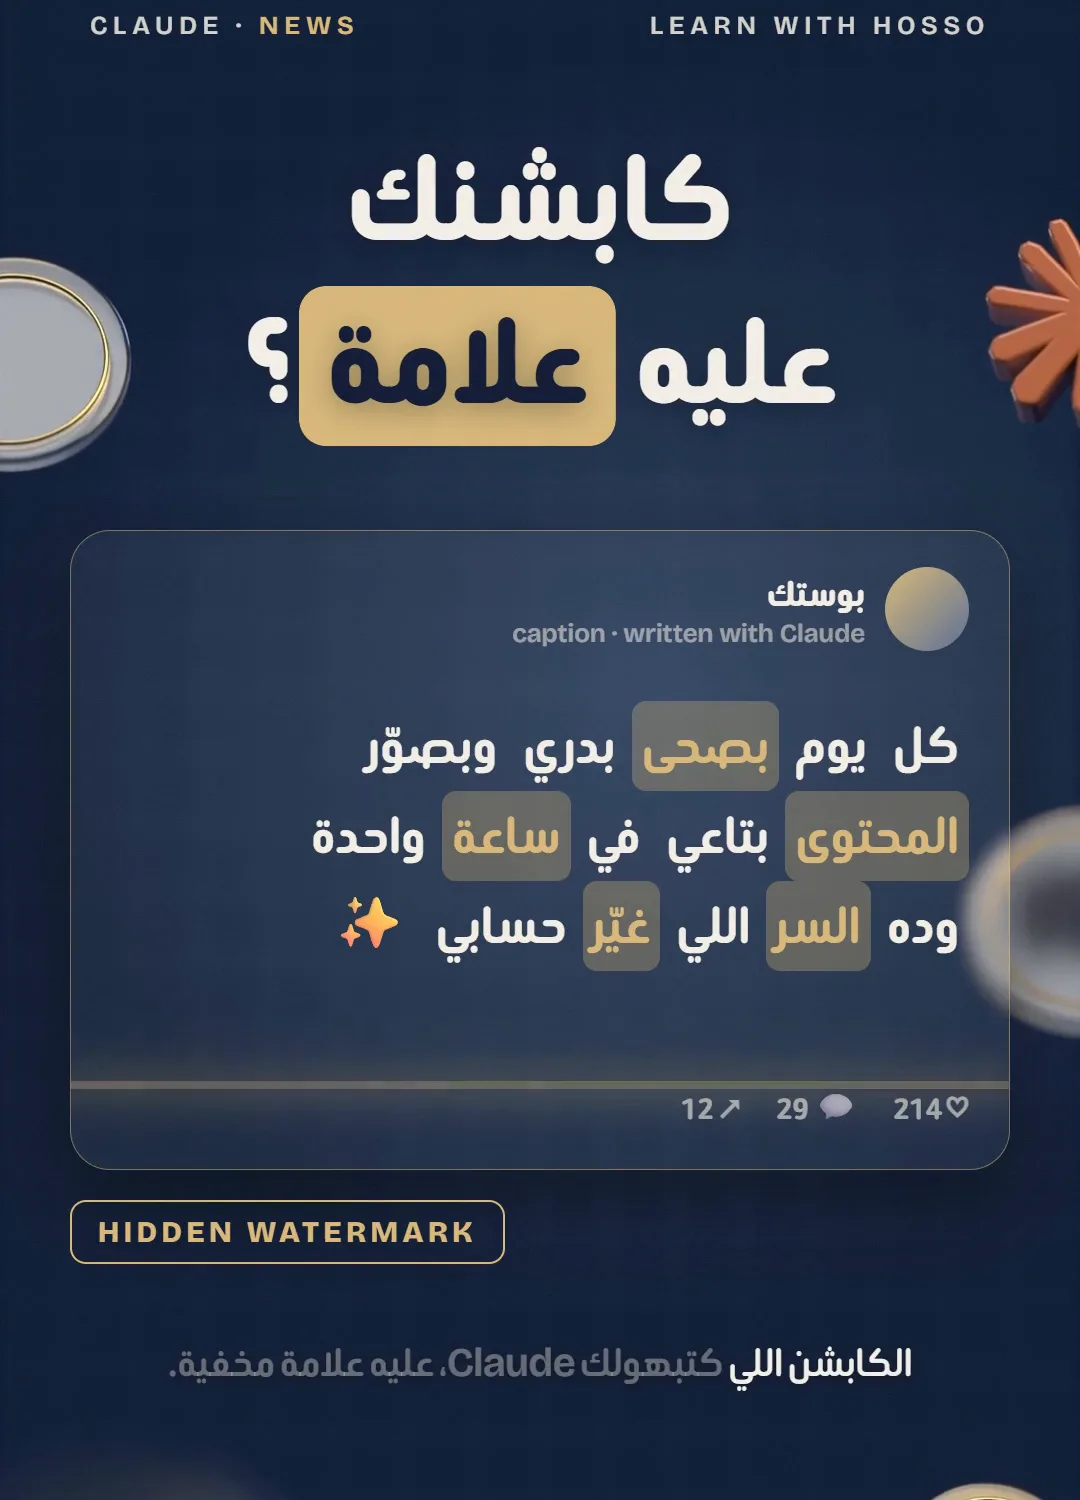 CLAUDE · NEWS
LEARN WITH HOSSO
كابشنك
عليه علامة؟
بوستك
caption · written with Claude
كل يوم بصحى بدري وبصوّر
المحتوى بتاعي في ساعة واحدة
وده السر اللي غيّر حسابي ✨
♡214 💬 29 ↗12
HIDDEN WATERMARK
الكابشن اللي كتبهولك Claude، عليه علامة مخفية.